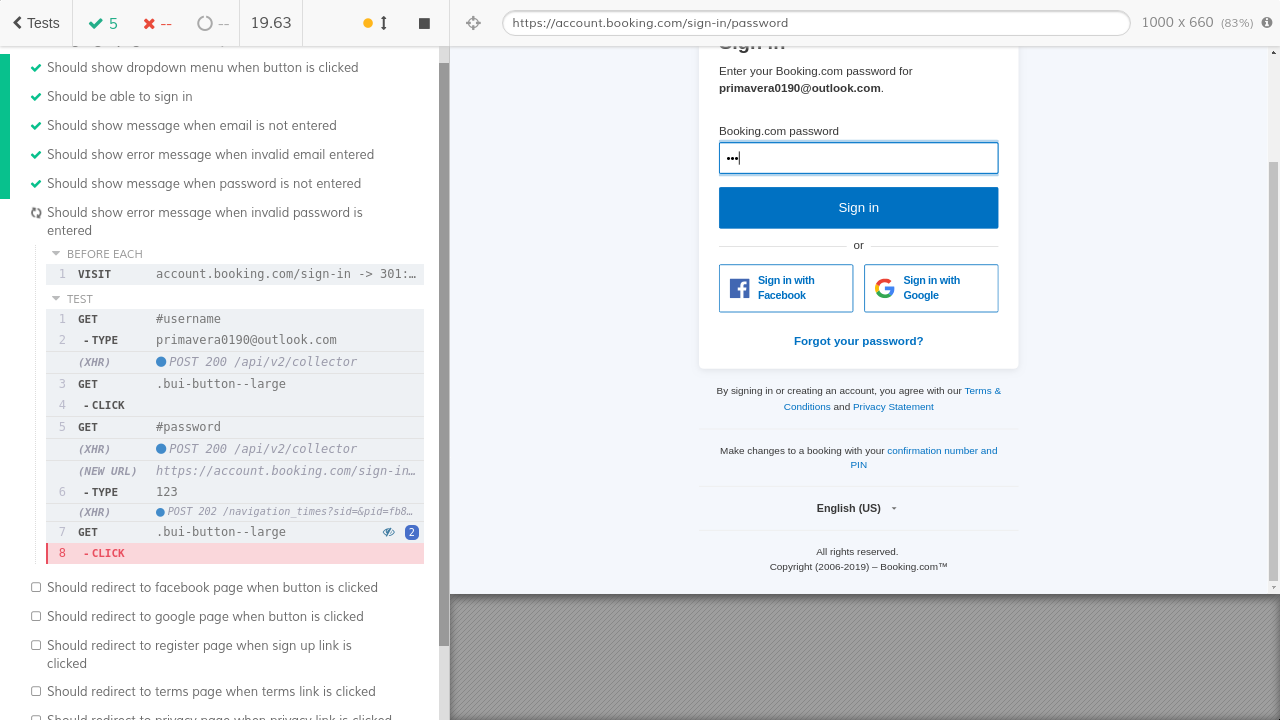 Tests
5
--
--
19.63
https://account.booking.com/sign-in/password
1000 x 660 (83%)
Should show dropdown menu when button is clicked
Should be able to sign in
Should show message when email is not entered
Should show error message when invalid email entered
Should show message when password is not entered
Should show error message when invalid password is
entered
BEFORE EACH
1 VISIT account.booking.com/sign-in -> 301:…
TEST
1 GET #username
2 - TYPE primavera0190@outlook.com
(XHR) POST 200 /api/v2/collector
3 GET .bui-button--large
4 - CLICK
5 GET #password
(XHR) POST 200 /api/v2/collector
(NEW URL) https://account.booking.com/sign-in…
6 - TYPE 123
(XHR) POST 202 /navigation_times?sid=&pid=fb8…
7 GET .bui-button--large 2
8 - CLICK
Should redirect to facebook page when button is clicked
Should redirect to google page when button is clicked
Should redirect to register page when sign up link is
clicked
Should redirect to terms page when terms link is clicked
Should redirect to privacy page when privacy link is clicked
Sign in
Enter your Booking.com password for
primavera0190@outlook.com.
Booking.com password
•••
Sign in
or
Sign in with
Facebook
Sign in with
Google
Forgot your password?
By signing in or creating an account, you agree with our Terms &
Conditions and Privacy Statement
Make changes to a booking with your confirmation number and
PIN
English (US)
All rights reserved.
Copyright (2006-2019) – Booking.com™